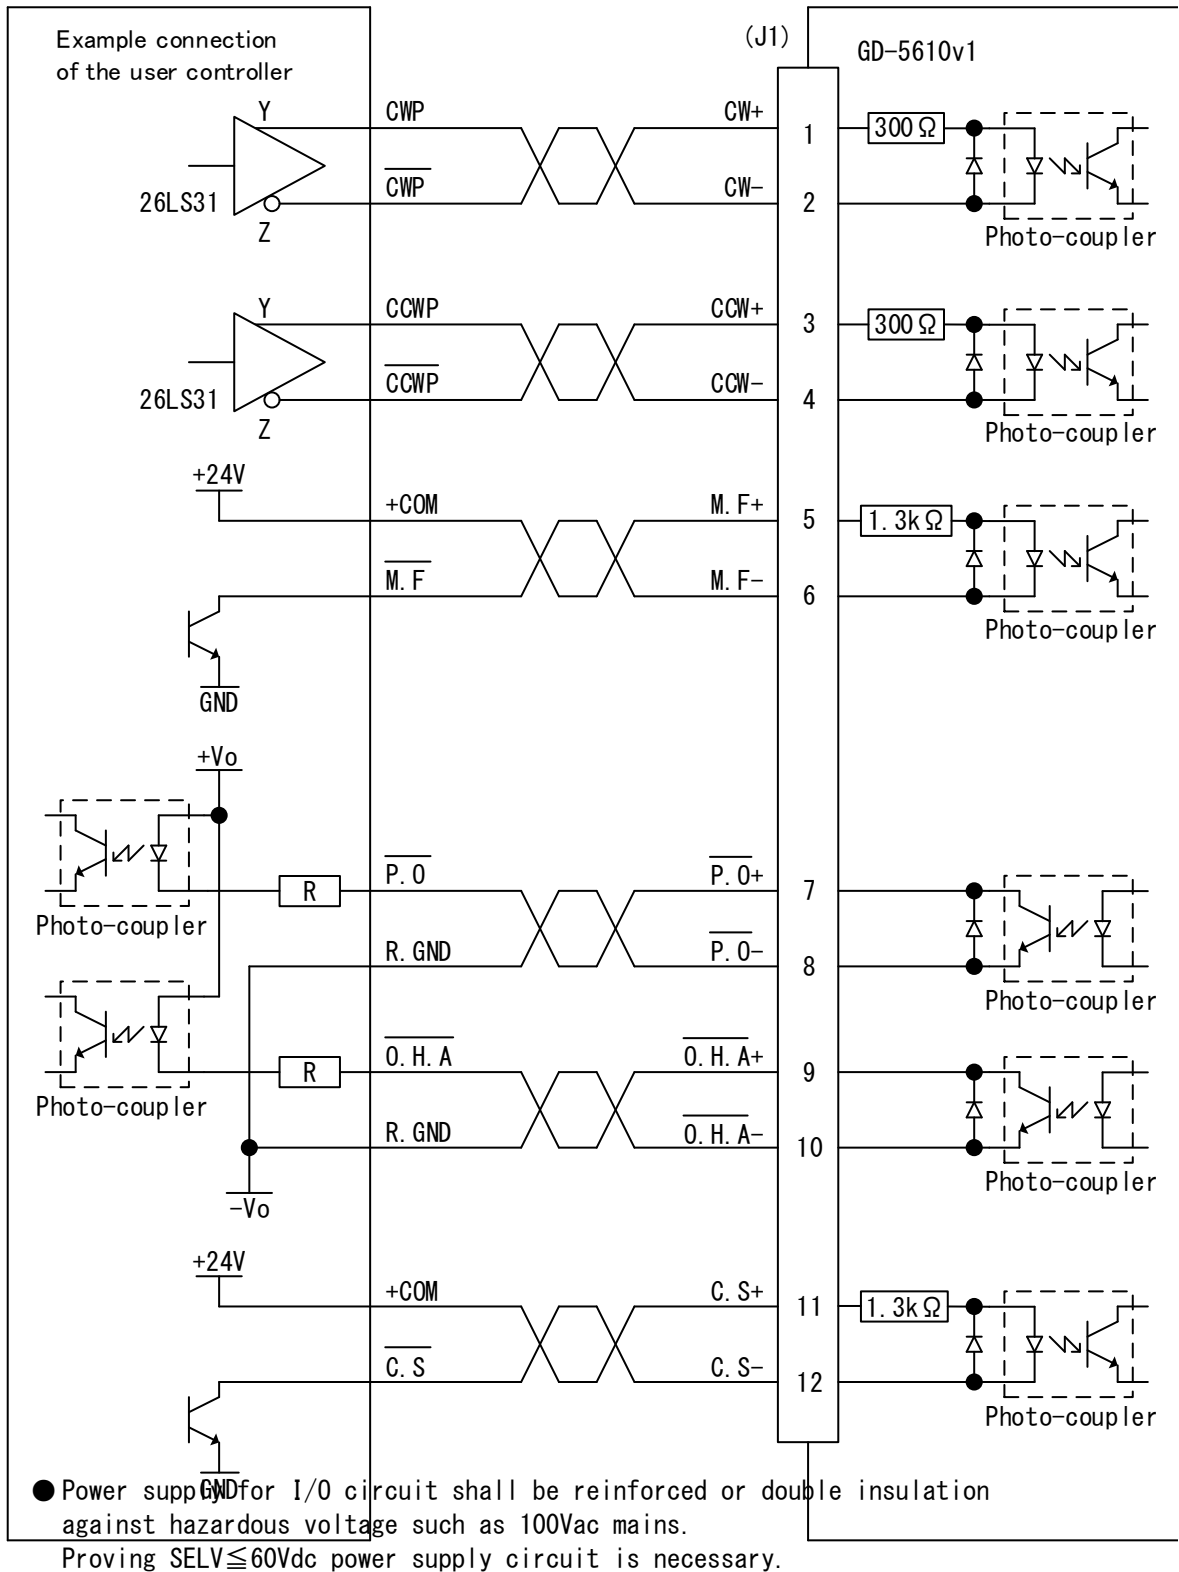 Example connection
of the user controller
(J1)
GD-5610v1
Y
CWP
CW+
1
300Ω
26LS31
CWP
CW-
2
Z
Photo-coupler
Y
CCWP
CCW+
3
300Ω
26LS31
CCWP
CCW-
4
Z
Photo-coupler
+24V
+COM
M.F+
5
1.3kΩ
M.F
M.F-
6
Photo-coupler
GND
+Vo
P.O
P.O+
7
R
Photo-coupler
R.GND
P.O-
8
Photo-coupler
O.H.A
O.H.A+
9
R
Photo-coupler
R.GND
O.H.A-
10
Photo-coupler
-Vo
+24V
+COM
C.S+
11
1.3kΩ
C.S
C.S-
12
Photo-coupler
GND
●Power supply for I/O circuit shall be reinforced or double insulation
against hazardous voltage such as 100Vac mains.
Proving SELV≦60Vdc power supply circuit is necessary.